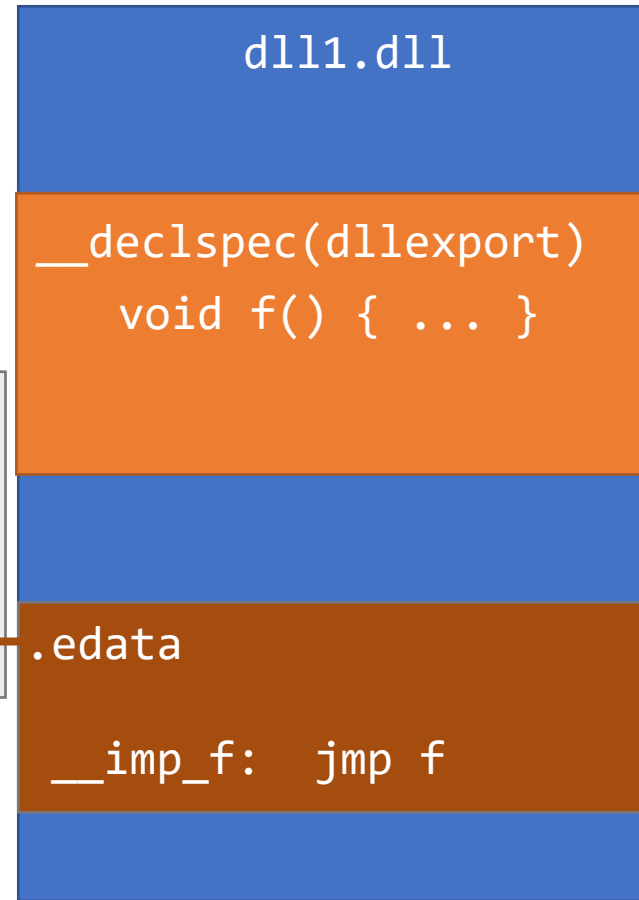 dll1.dll
__declspec(dllexport)
void f() { ... }
.edata
__imp_f: jmp f